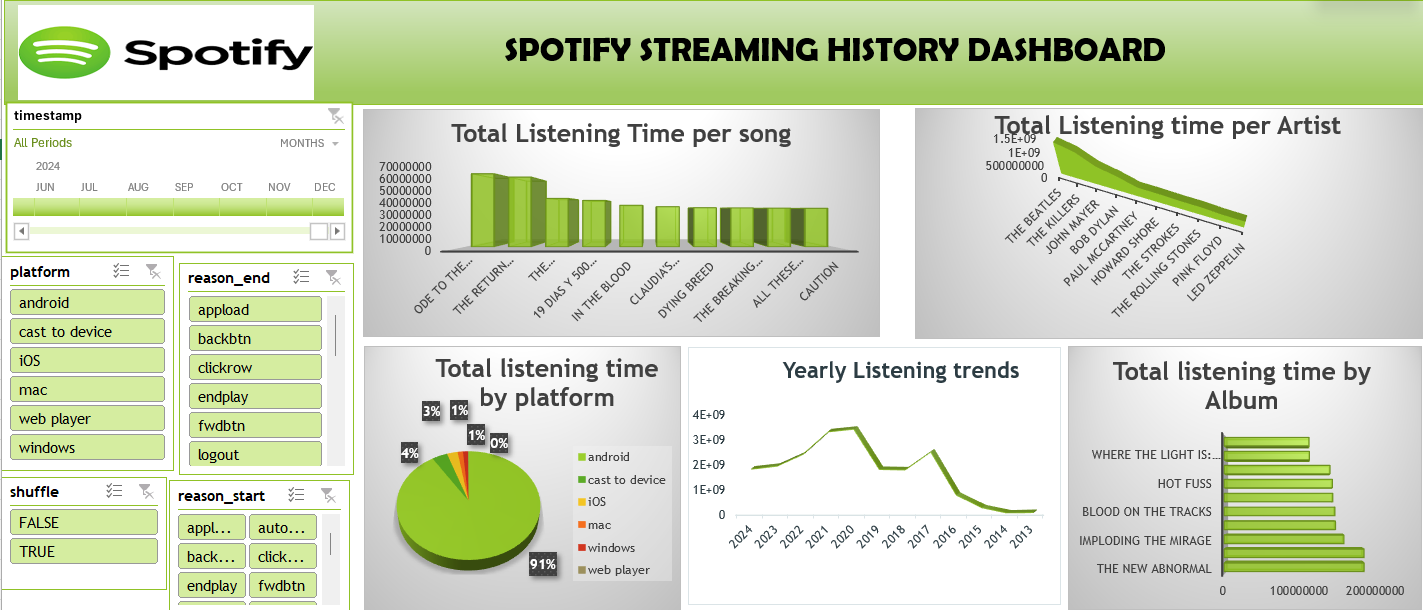 Spotify
SPOTIFY STREAMING HISTORY DASHBOARD
timestamp
All Periods
MONTHS
2024
JUN JUL AUG SEP OCT NOV DEC
platform
android
cast to device
iOS
mac
web player
windows
reason_end
appload
backbtn
clickrow
endplay
fwdbtn
logout
shuffle
FALSE
TRUE
reason_start
appl... auto...
back... click...
endplay fwdbtn
Total Listening Time per song
70000000
60000000
50000000
40000000
30000000
20000000
10000000
0
ODE TO THE...
THE RETURN...
THE...
19 DIAS Y 500...
IN THE BLOOD
CLAUDIA'S...
DYING BREED
THE BREAKING...
ALL THESE...
CAUTION
Total Listening time per Artist
1.5E+09
1E+09
500000000
0
THE BEATLES
THE KILLERS
JOHN MAYER
BOB DYLAN
PAUL MCCARTNEY
HOWARD SHORE
THE STROKES
THE ROLLING STONES
PINK FLOYD
LED ZEPPELIN
Total listening time
by platform
3% 1%
1% 0%
4%
91%
android
cast to device
iOS
mac
windows
web player
Yearly Listening trends
4E+09
3E+09
2E+09
1E+09
0
2024
2023
2022
2021
2020
2019
2018
2017
2016
2015
2014
2013
Total listening time by
Album
WHERE THE LIGHT IS:...
HOT FUSS
BLOOD ON THE TRACKS
IMPLODING THE MIRAGE
THE NEW ABNORMAL
0 100000000 200000000